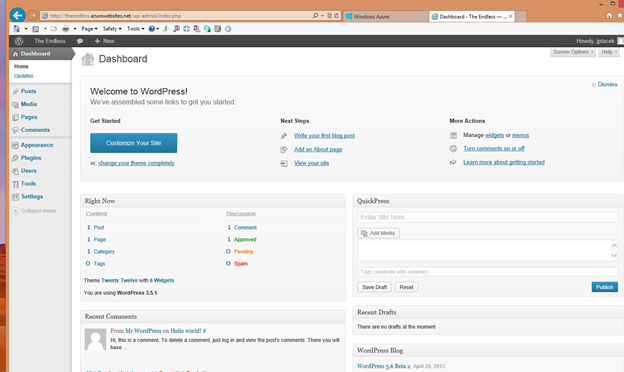 http://theendless.azurewebsites.net/wp-admin/index.php
Windows Azure
Dashboard ‹ The Endless — ...
Page
Safety
Tools
The Endless
+ New
Howdy, jptacek
Dashboard
Home
Updates
Posts
Media
Pages
Comments
Appearance
Plugins
Users
Tools
Settings
Collapse menu
Screen Options
Help
Dashboard
Welcome to WordPress!
We've assembled some links to get you started:
Dismiss
Get Started
Customize Your Site
or, change your theme completely
Next Steps
Write your first blog post
Add an About page
View your site
More Actions
Manage widgets or menus
Turn comments on or off
Learn more about getting started
Right Now
Content
1 Post
1 Page
1 Category
0 Tags
Discussion
1 Comment
1 Approved
0 Pending
0 Spam
Theme Twenty Twelve with 6 Widgets
You are using WordPress 3.5.1.
Recent Comments
From Mr WordPress on Hello world! #
Hi, this is a comment. To delete a comment, just log in and view the post's comments. There you will
have ...
QuickPress
Enter title here
Add Media
Tags (separate with commas)
Save Draft
Reset
Publish
Recent Drafts
There are no drafts at the moment
WordPress Blog
WordPress 3.6 Beta 2 April 29, 2013